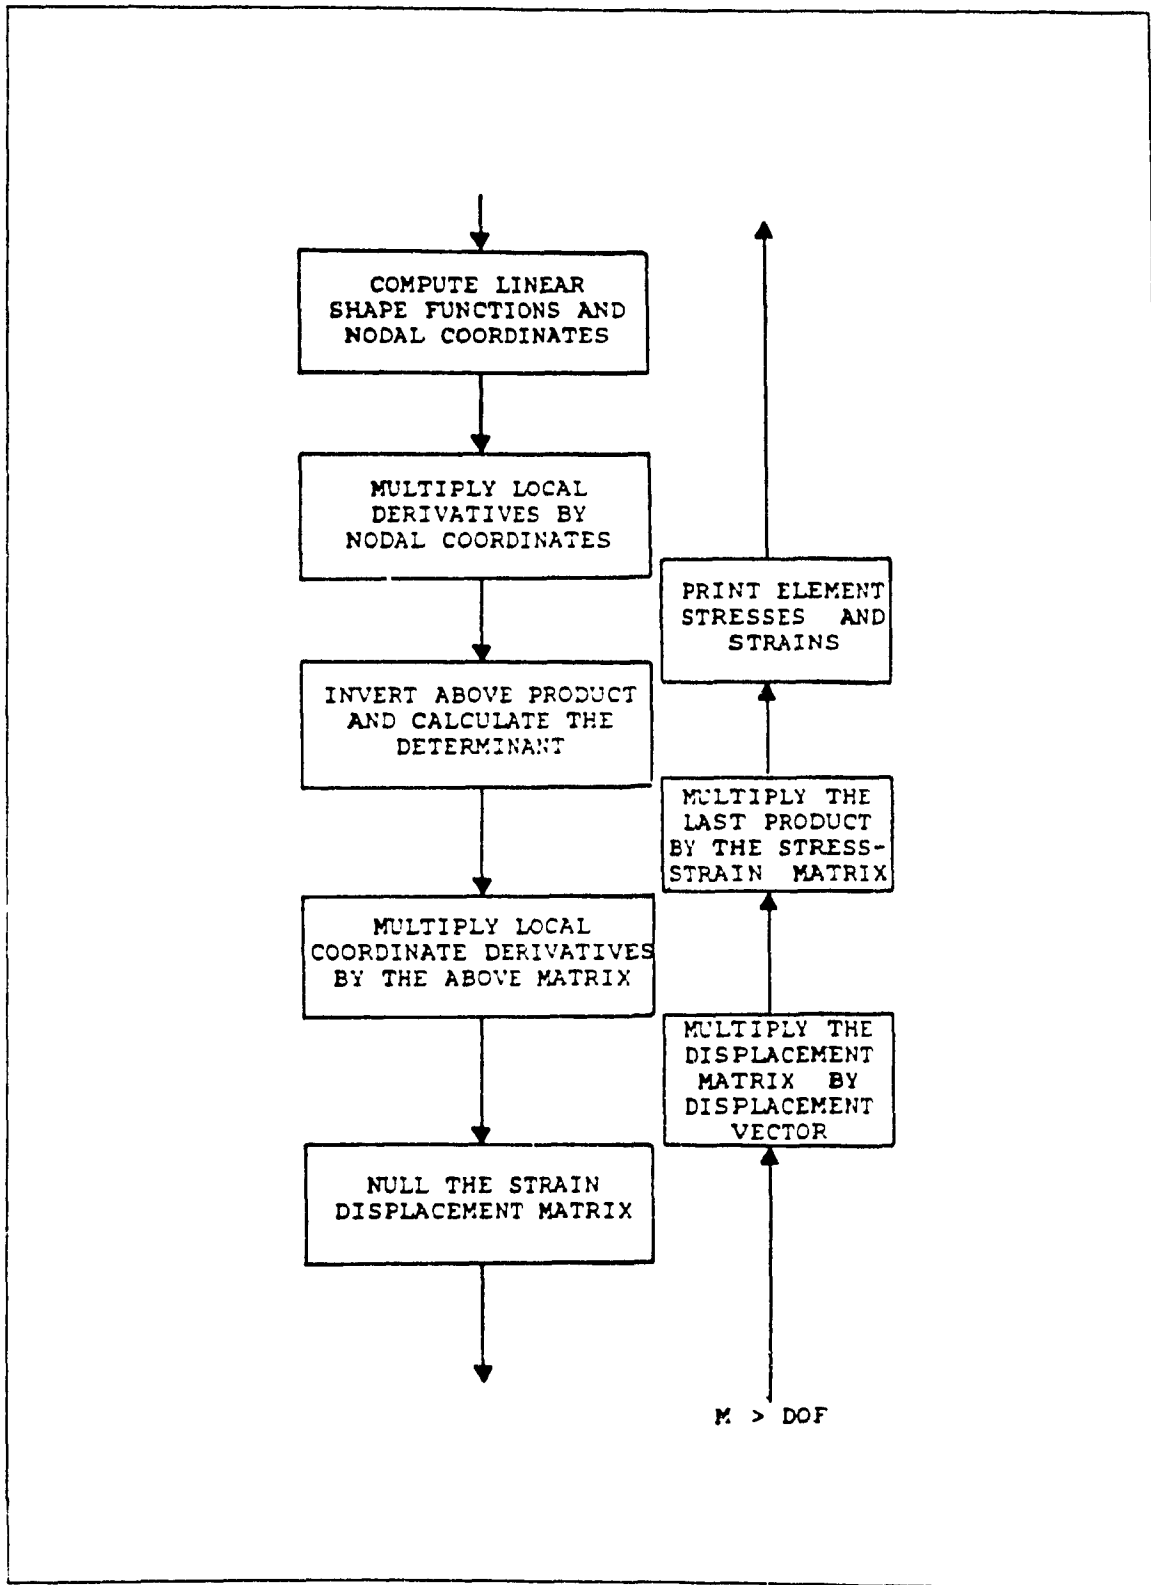 COMPUTE LINEAR
SHAPE FUNCTIONS AND
NODAL COORDINATES
MULTIPLY LOCAL
DERIVATIVES BY
NODAL COORDINATES
INVERT ABOVE PRODUCT
AND CALCULATE THE
DETERMINANT
MULTIPLY LOCAL
COORDINATE DERIVATIVES
BY THE ABOVE MATRIX
NULL THE STRAIN
DISPLACEMENT MATRIX
PRINT ELEMENT
STRESSES AND
STRAINS
MULTIPLY THE
LAST PRODUCT
BY THE STRESS-
STRAIN MATRIX
MULTIPLY THE
DISPLACEMENT
MATRIX BY
DISPLACEMENT
VECTOR
M > DOF